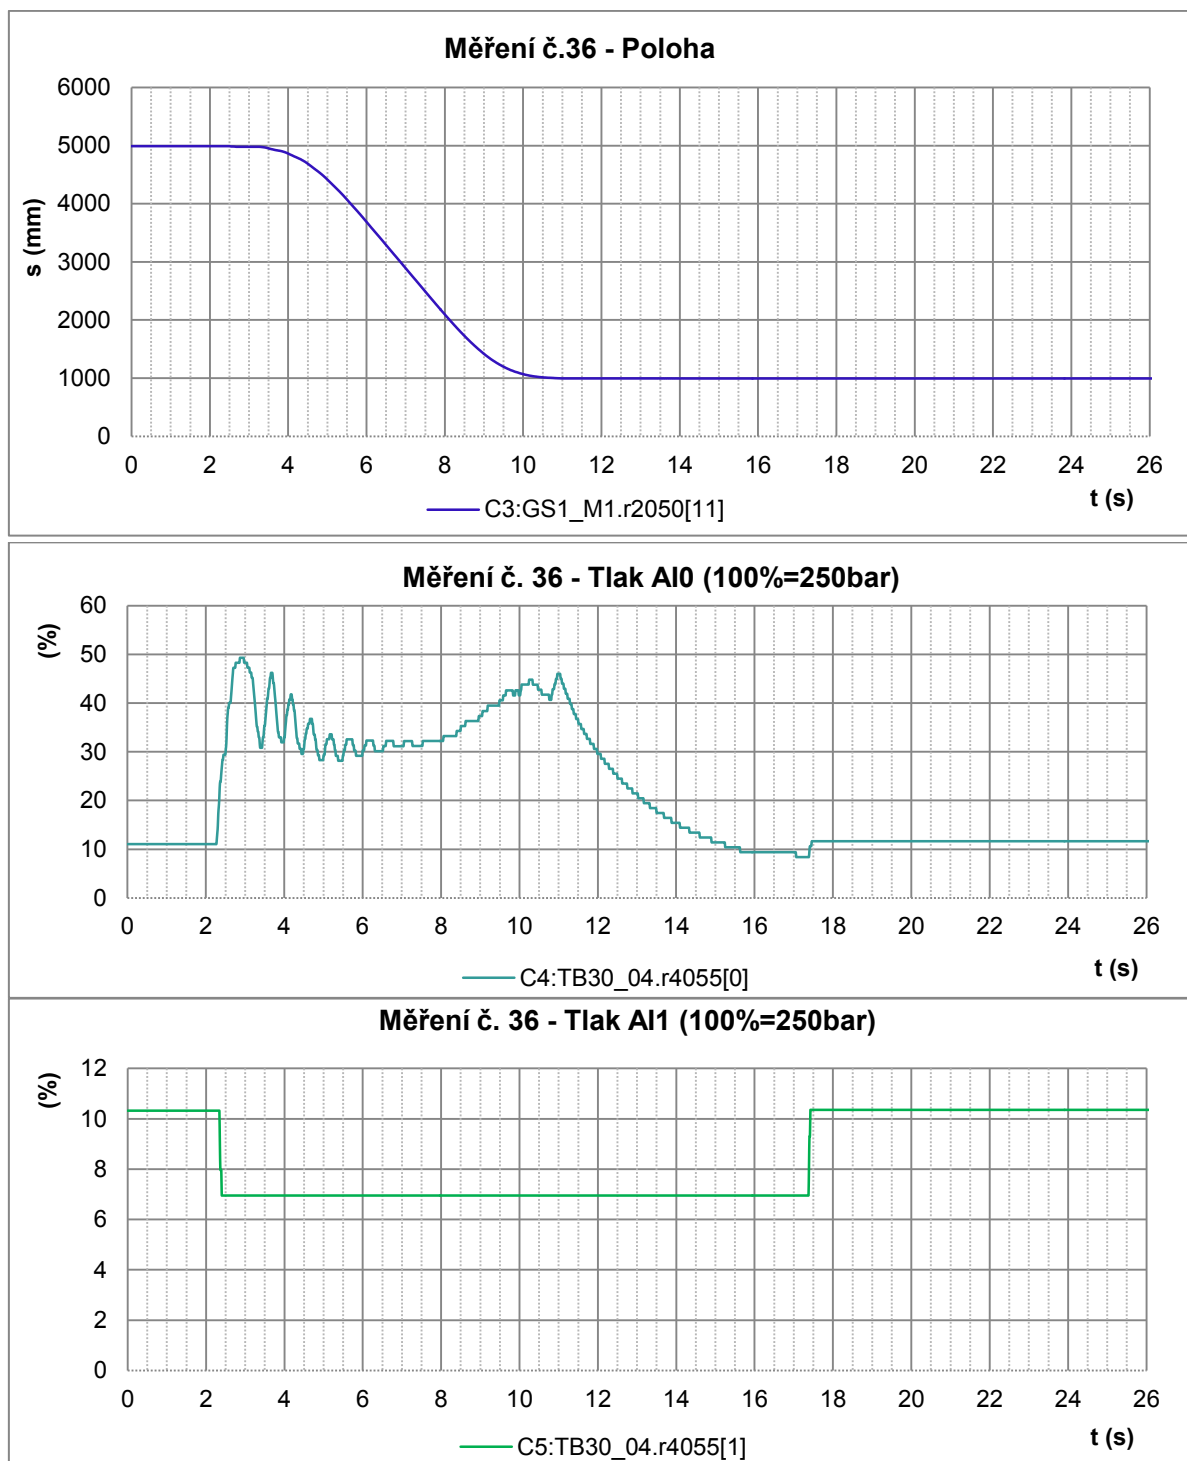 Měření č.36 - Poloha
6000
5000
4000
3000
2000
1000
0
s (mm)
0 2 4 6 8 10 12 14 16 18 20 22 24 26
t (s)
C3:GS1_M1.r2050[11]
Měření č. 36 - Tlak AI0 (100%=250bar)
60
50
40
30
20
10
0
(%)
0 2 4 6 8 10 12 14 16 18 20 22 24 26
t (s)
C4:TB30_04.r4055[0]
Měření č. 36 - Tlak AI1 (100%=250bar)
12
10
8
6
4
2
0
(%)
0 2 4 6 8 10 12 14 16 18 20 22 24 26
t (s)
C5:TB30_04.r4055[1]